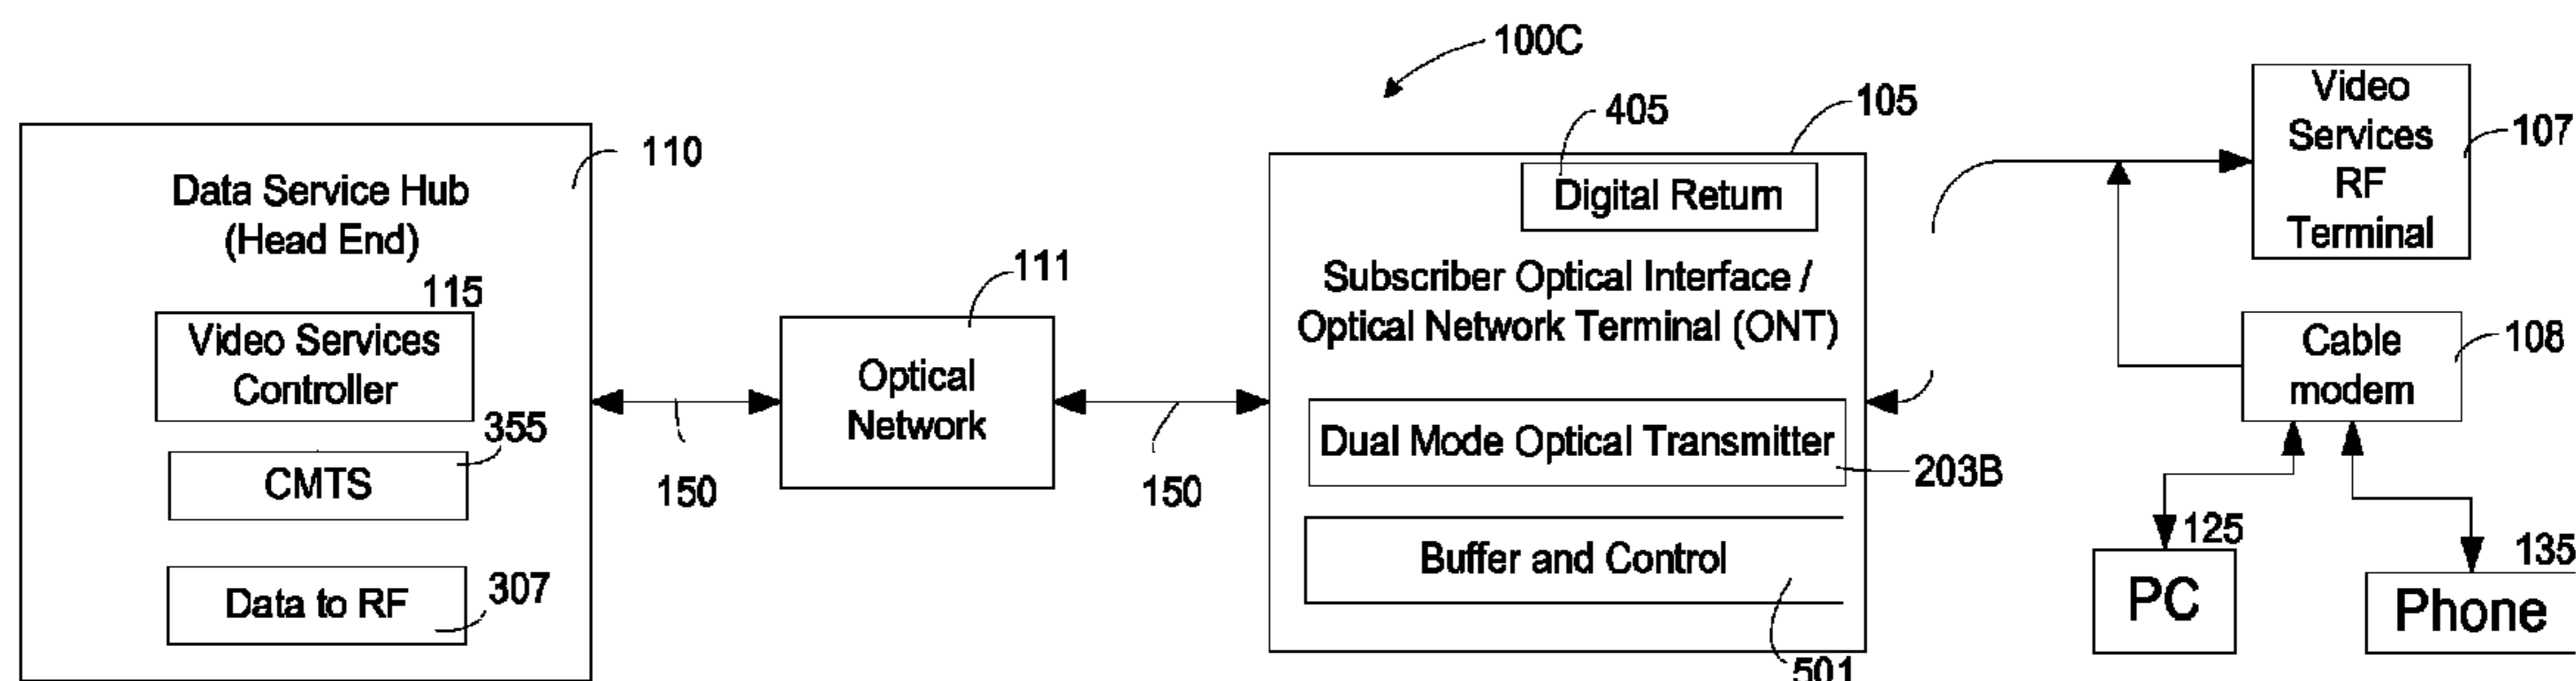 100C
110
Data Service Hub
(Head End)
115
Video Services
Controller
355
CMTS
307
Data to RF
150
111
Optical
Network
150
105
405
Digital Return
Subscriber Optical Interface /
Optical Network Terminal (ONT)
Dual Mode Optical Transmitter
203B
Buffer and Control
501
Video
Services
RF
Terminal
107
Cable
modem
108
125
PC
135
Phone